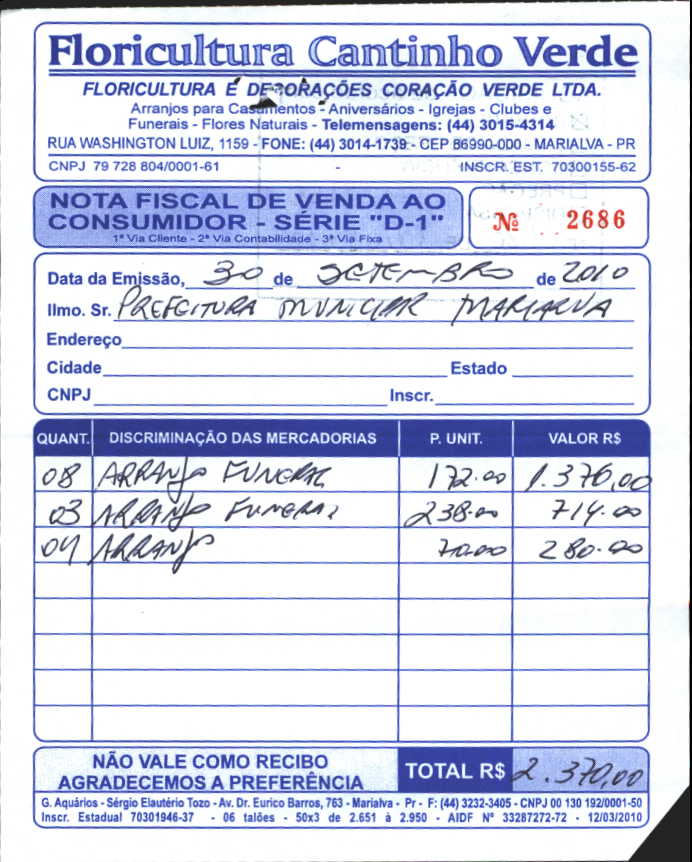 Floricultura Cantinho Verde
FLORICULTURA E DECORAÇÕES CORAÇÃO VERDE LTDA.
Arranjos para Casamentos - Aniversários - Igrejas - Clubes e
Funerais - Flores Naturais - Telemensagens: (44) 3015-4314
RUA WASHINGTON LUIZ, 1159 - FONE: (44) 3014-1739 - CEP 86990-000 - MARIALVA - PR
CNPJ 79 728 804/0001-61 - INSCR. EST. 70300155-62
NOTA FISCAL DE VENDA AO
CONSUMIDOR - SÉRIE "D-1"
1ª Via Cliente - 2ª Via Contabilidade - 3ª Via Fixa
Nº 2686
Data da Emissão, 30 de SETEMBRO de 2010
Ilmo. Sr. PREFEITURA MUNICIPAL MARIALVA
Endereço
Cidade Estado
CNPJ Inscr.
QUANT. DISCRIMINAÇÃO DAS MERCADORIAS P. UNIT. VALOR R$
08 ARRANJO FUNERAL 172.00 1.376,00
03 ARRANJO FUNERAL 238.00 714.00
04 ARRANJO 70.00 280.00
NÃO VALE COMO RECIBO
AGRADECEMOS A PREFERÊNCIA
TOTAL R$ 2.370,00
G. Aquários - Sérgio Elautério Tozo - Av. Dr. Eurico Barros, 763 - Marialva - Pr - F: (44) 3232-3405 - CNPJ 00 130 192/0001-50
Inscr. Estadual 70301946-37 - 06 talões - 50x3 de 2.651 à 2.950 - AIDF Nº 33287272-72 - 12/03/2010